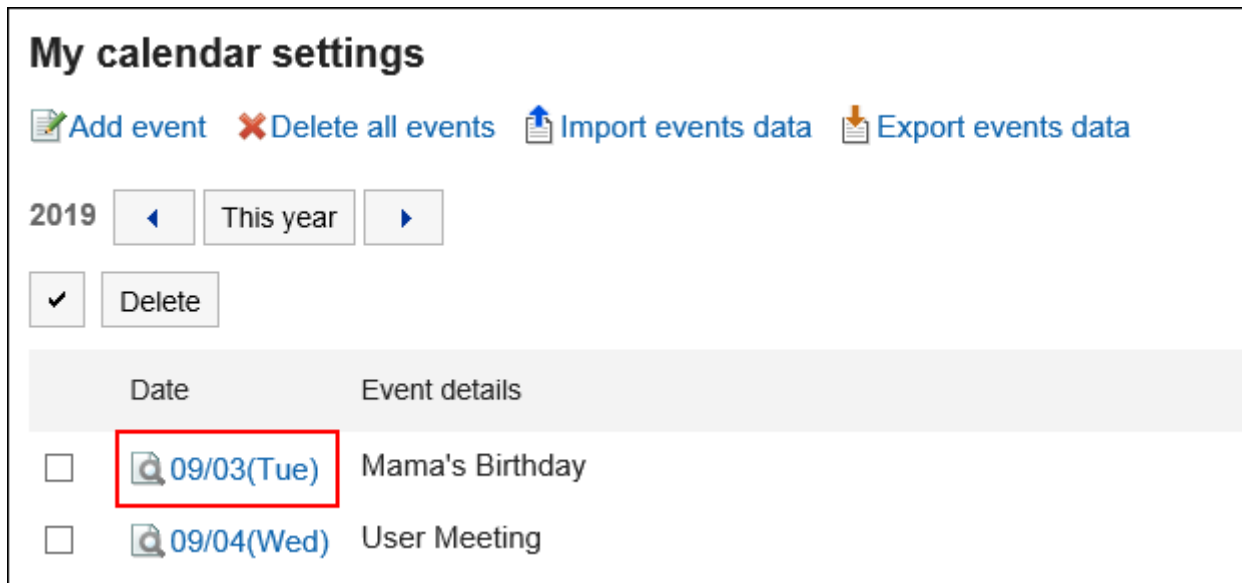 My calendar settings
Add event Delete all events Import events data Export events data
2019 This year
Delete
Date Event details
09/03(Tue) Mama's Birthday
09/04(Wed) User Meeting